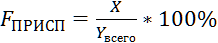 F_ПРИСП = X / Y_всего * 100%